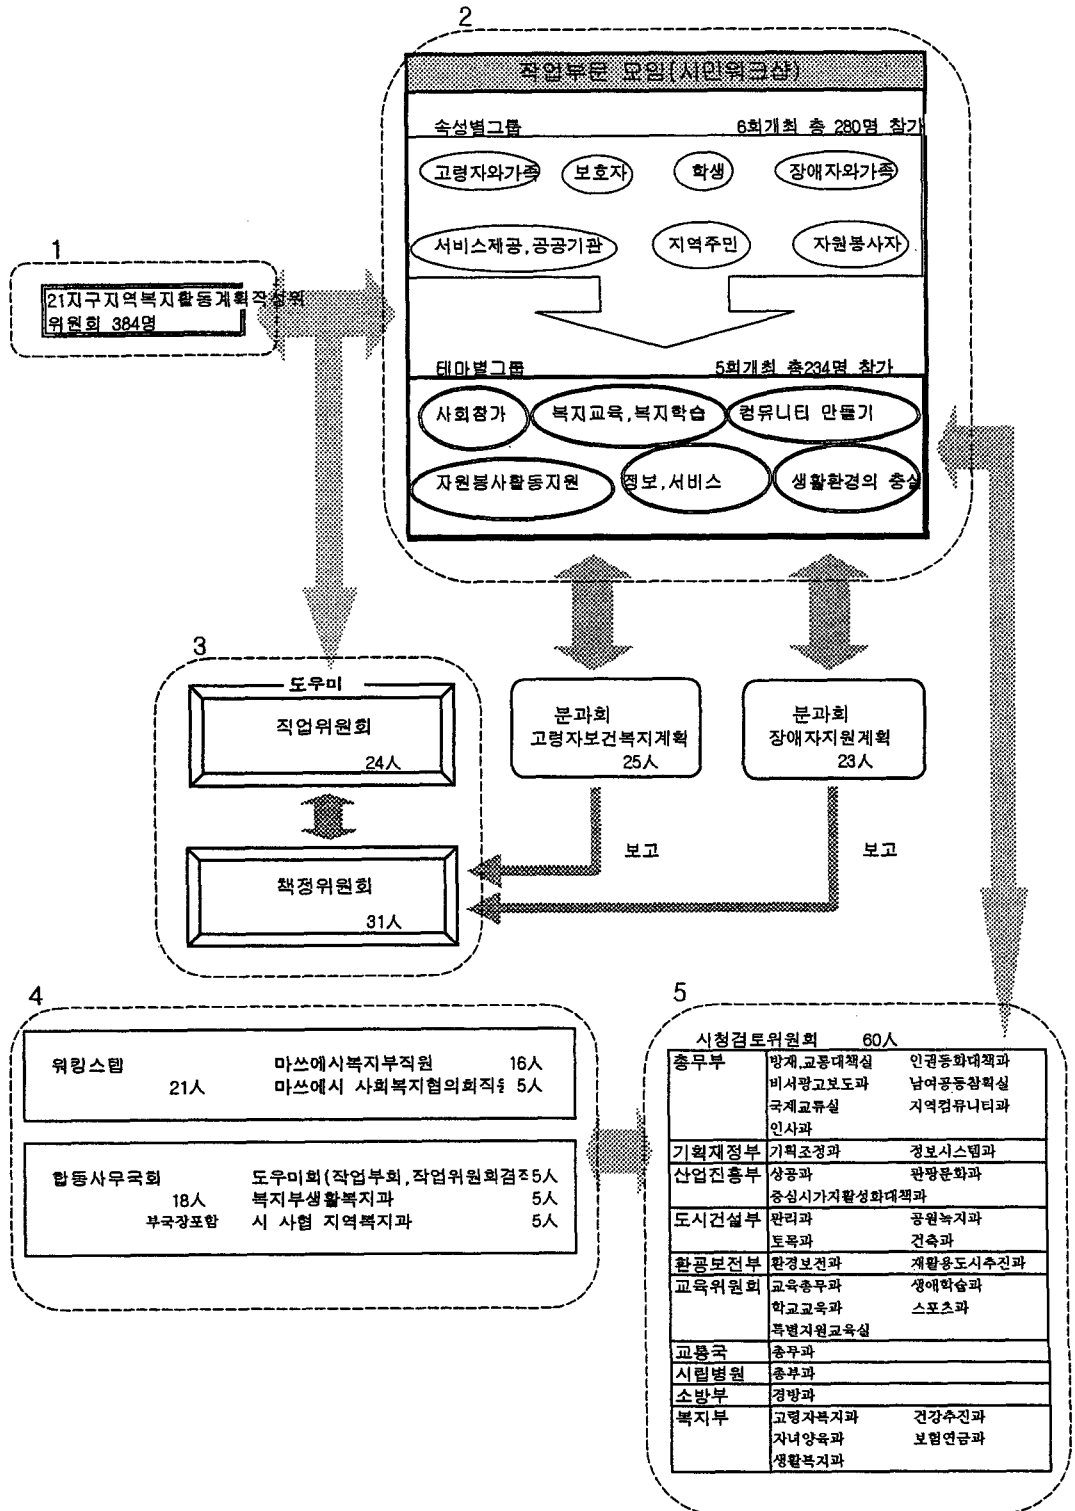 1
21지구지역복지활동계획작성위
위원회 384명
2
작업부문 모임(시민워크샵)
속성별그룹 6회개최 총 280명 참가
고령자와가족 보호자 학생 장애자와가족
서비스제공,공공기관 지역주민 자원봉사자
테마별그룹 5회개최 총234명 참가
사회참가 복지교육,복지학습 컴뮤니티 만들기
자원봉사활동지원 정보,서비스 생활환경의 충실
3
도우미
직업위원회
24人
책정위원회
31人
분과회
고령자보건복지계획
25人
분과회
장애자지원계획
23人
보고
보고
4
워킹스텝 마쓰에시복지부직원 16人
21人 마쓰에시 사회복지협의회직원 5人
합동사무국회 도우미회(작업부회,작업위원회겸직 5人
18人 복지부생활복지과 5人
부국장포함 시 사협 지역복지과 5人
5
시청검토위원회 60人
총무부 방재,교통대책실 인권동화대책과
비서광고보도과 남여공동참획실
국제교류실 지역컴뮤니티과
인사과
기획재정부 기획조정과 정보시스템과
산업진흥부 상공과 관광문화과
중심시가지활성화대책과
도시건설부 관리과 공원녹지과
토목과 건축과
환공보전부 환경보전과 재활용도시추진과
교육위원회 교육총무과 생애학습과
학교교육과 스포츠과
특별지원교육실
교통국 총무과
시립병원 총부과
소방부 경방과
복지부 고령자복지과 건강추진과
자녀양육과 보험연금과
생활복지과